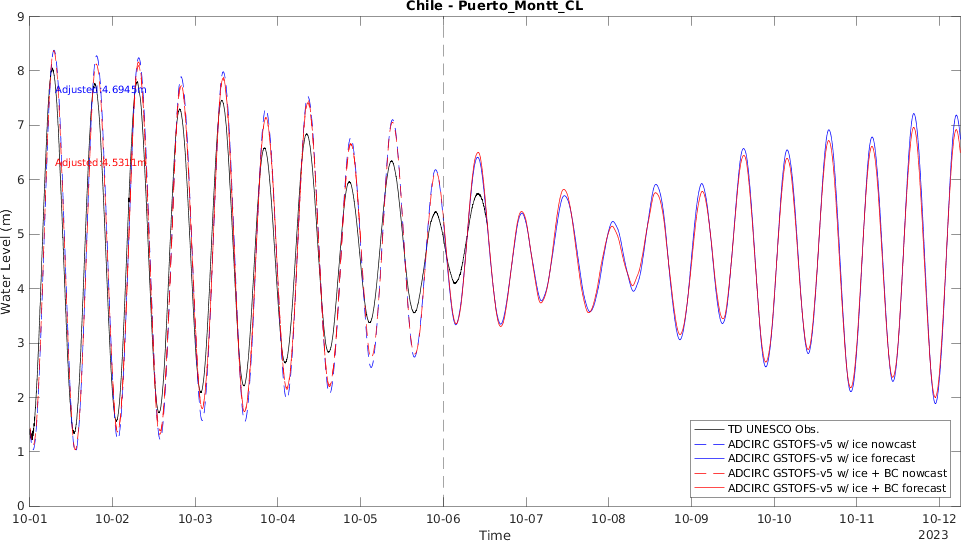 Chile - Puerto_Montt_CL
9
8
7
6
5
4
3
2
1
0
Water Level (m)
Adjusted:4.6945m
Adjusted:4.5311m
TD UNESCO Obs.
ADCIRC GSTOFS-v5 w/ ice nowcast
ADCIRC GSTOFS-v5 w/ ice forecast
ADCIRC GSTOFS-v5 w/ ice + BC nowcast
ADCIRC GSTOFS-v5 w/ ice + BC forecast
10-01 10-02 10-03 10-04 10-05 10-06 10-07 10-08 10-09 10-10 10-11 10-12
2023
Time